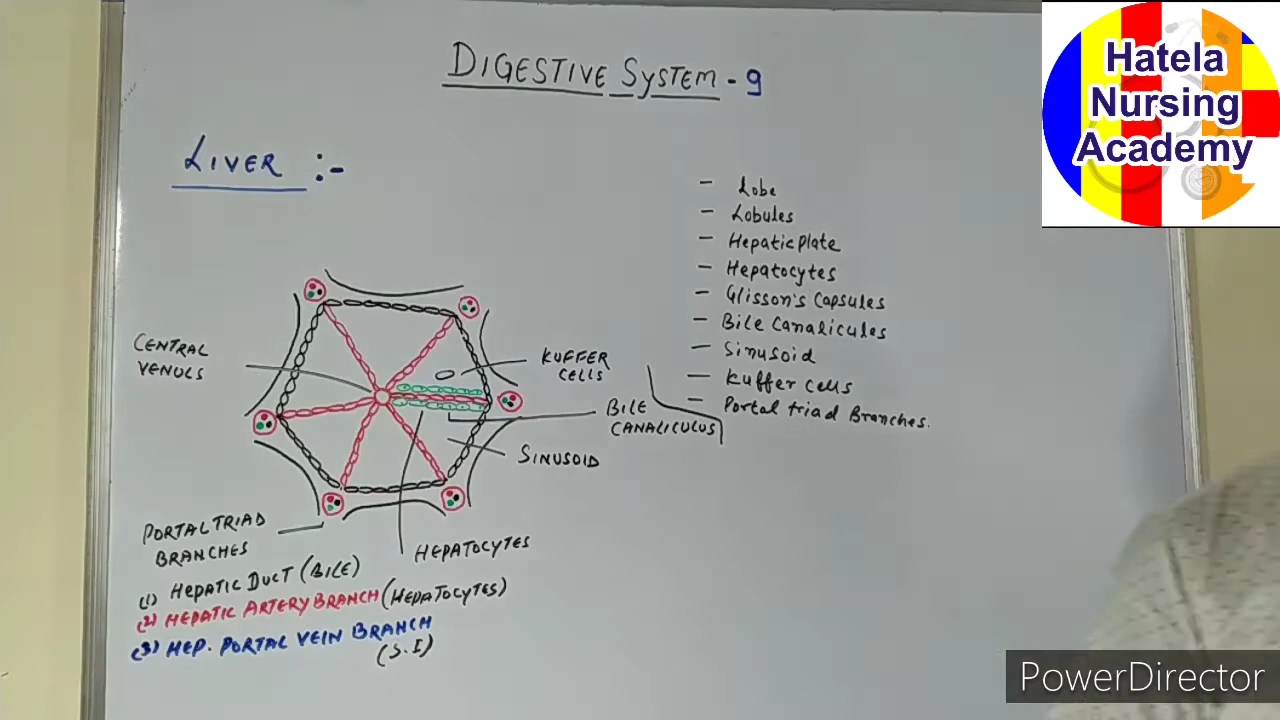 DIGESTIVE SYSTEM - 9
Hatela
Nursing
Academy
LIVER :-
- Lobe
- Lobules
- Hepatic plate
- Hepatocytes
- Glisson's Capsules
- Bile Canalicules
- Sinusoid
- Kuffer cells
- Portal triad Branches.
CENTRAL
VENULS
KUFFER
CELLS
BILE
CANALICULUS
SINUSOID
HEPATOCYTES
PORTAL TRIAD
BRANCHES
(1) HEPATIC DUCT (BILE)
(2) HEPATIC ARTERY BRANCH (HEPATOCYTES)
(3) HEP. PORTAL VEIN BRANCH
(S.I)
PowerDirector